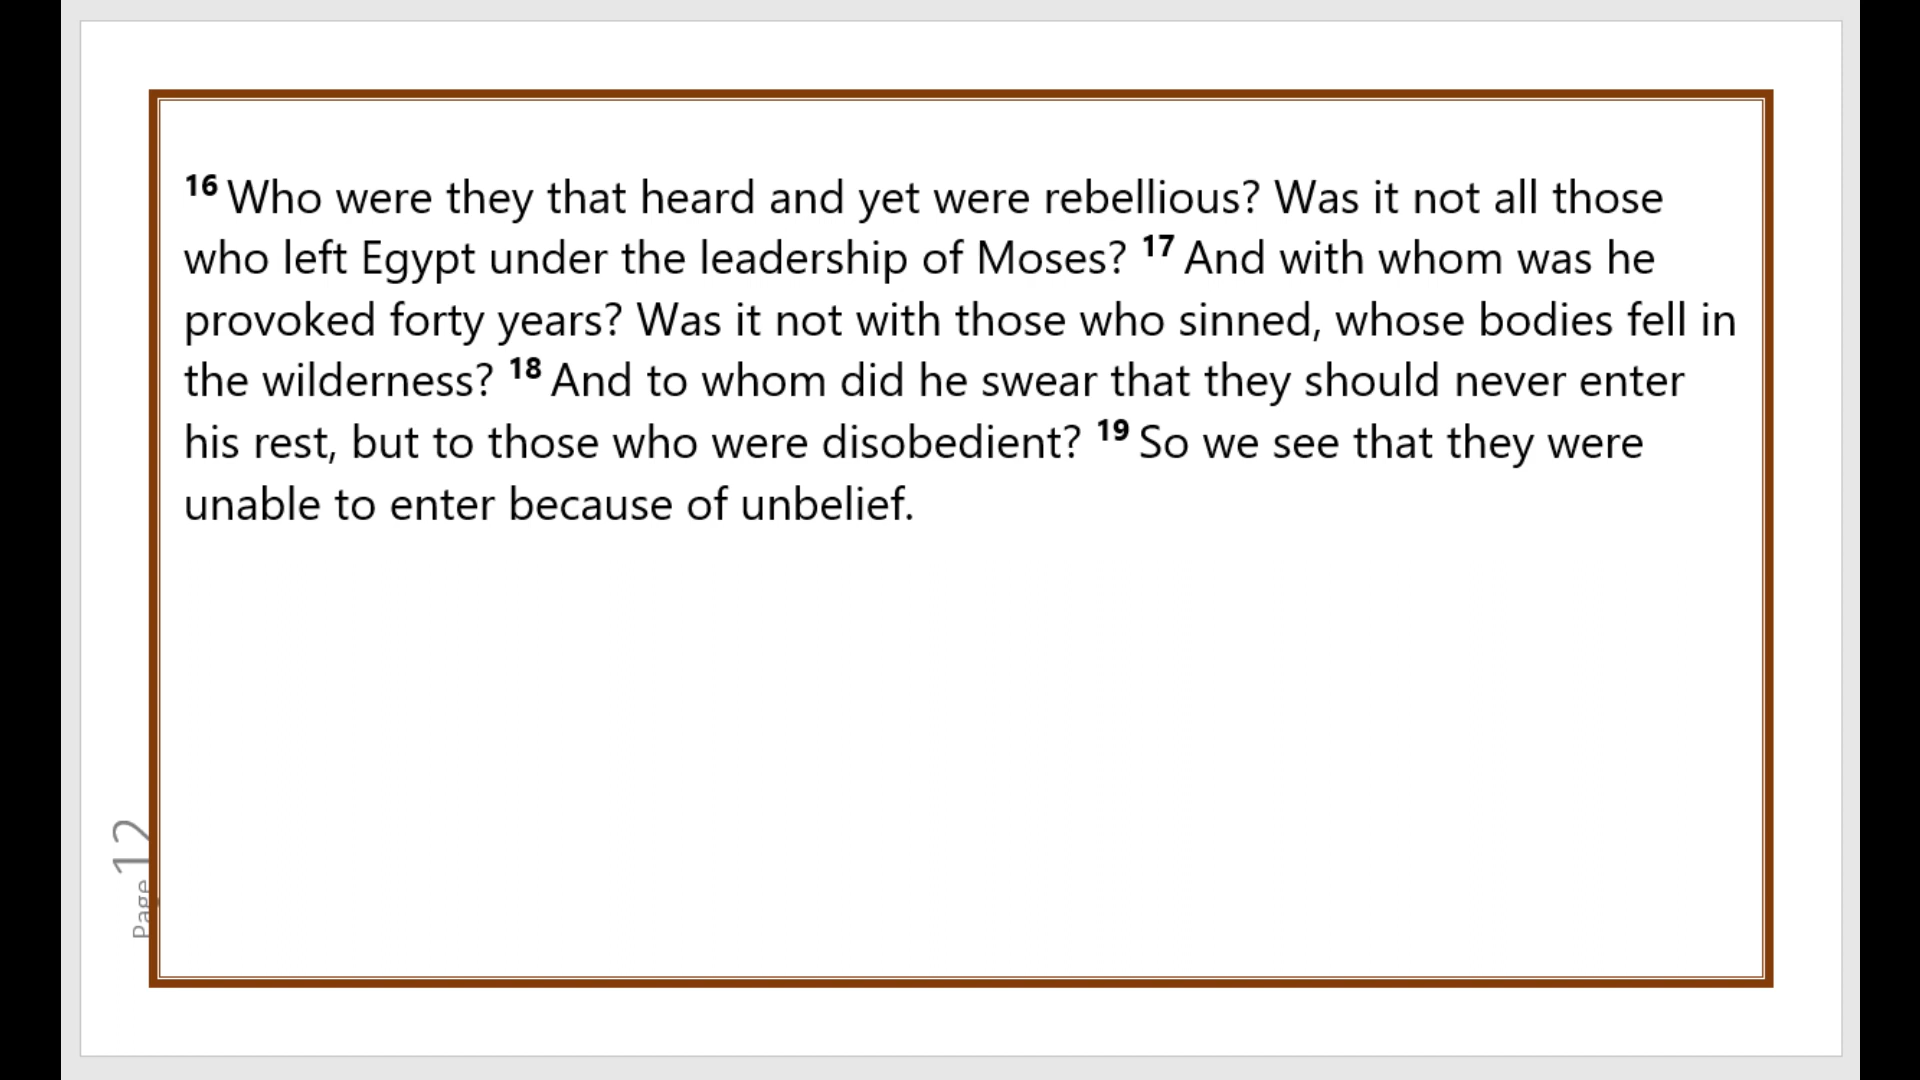 16 Who were they that heard and yet were rebellious? Was it not all those
who left Egypt under the leadership of Moses? 17 And with whom was he
provoked forty years? Was it not with those who sinned, whose bodies fell in
the wilderness? 18 And to whom did he swear that they should never enter
his rest, but to those who were disobedient? 19 So we see that they were
unable to enter because of unbelief.
Page 12